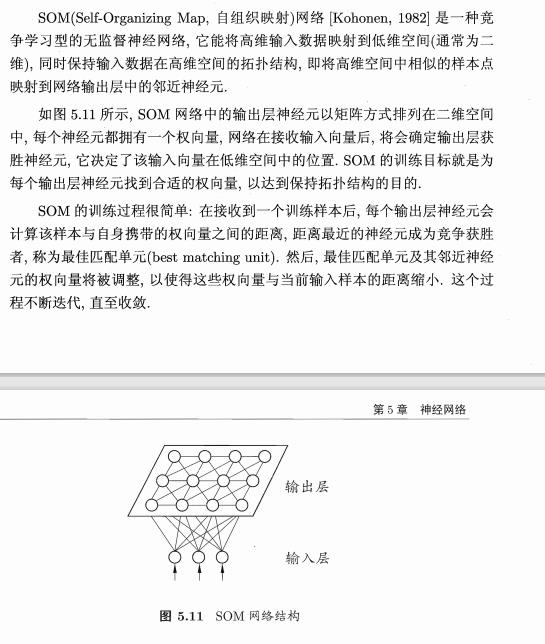 SOM(Self-Organizing Map, 自组织映射)网络 [Kohonen, 1982] 是一种竞
争学习型的无监督神经网络, 它能将高维输入数据映射到低维空间(通常为二
维), 同时保持输入数据在高维空间的拓扑结构, 即将高维空间中相似的样本点
映射到网络输出层中的邻近神经元.
如图 5.11 所示, SOM 网络中的输出层神经元以矩阵方式排列在二维空间
中, 每个神经元都拥有一个权向量, 网络在接收输入向量后, 将会确定输出层获
胜神经元, 它决定了该输入向量在低维空间中的位置. SOM 的训练目标就是为
每个输出层神经元找到合适的权向量, 以达到保持拓扑结构的目的.
SOM 的训练过程很简单: 在接收到一个训练样本后, 每个输出层神经元会
计算该样本与自身携带的权向量之间的距离, 距离最近的神经元成为竞争获胜
者, 称为最佳匹配单元(best matching unit). 然后, 最佳匹配单元及其邻近神经
元的权向量将被调整, 以使得这些权向量与当前输入样本的距离缩小. 这个过
程不断迭代, 直至收敛.
第 5 章 神经网络
输出层
输入层
图 5.11 SOM 网络结构